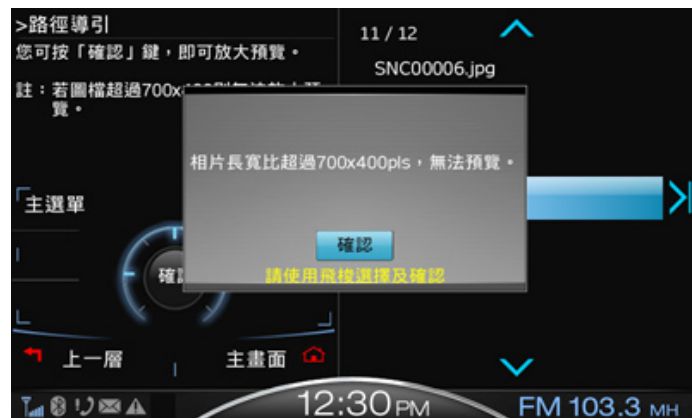 >路徑導引
您可按「確認」鍵，即可放大預覽。
註：若圖檔超過700x
覽。
11 / 12
SNC00006.jpg
相片長寬比超過700x400pls，無法預覽。
確認
請使用飛梭選擇及確認
主選單
確
上一層
主畫面
12:30 PM
FM 103.3 MH